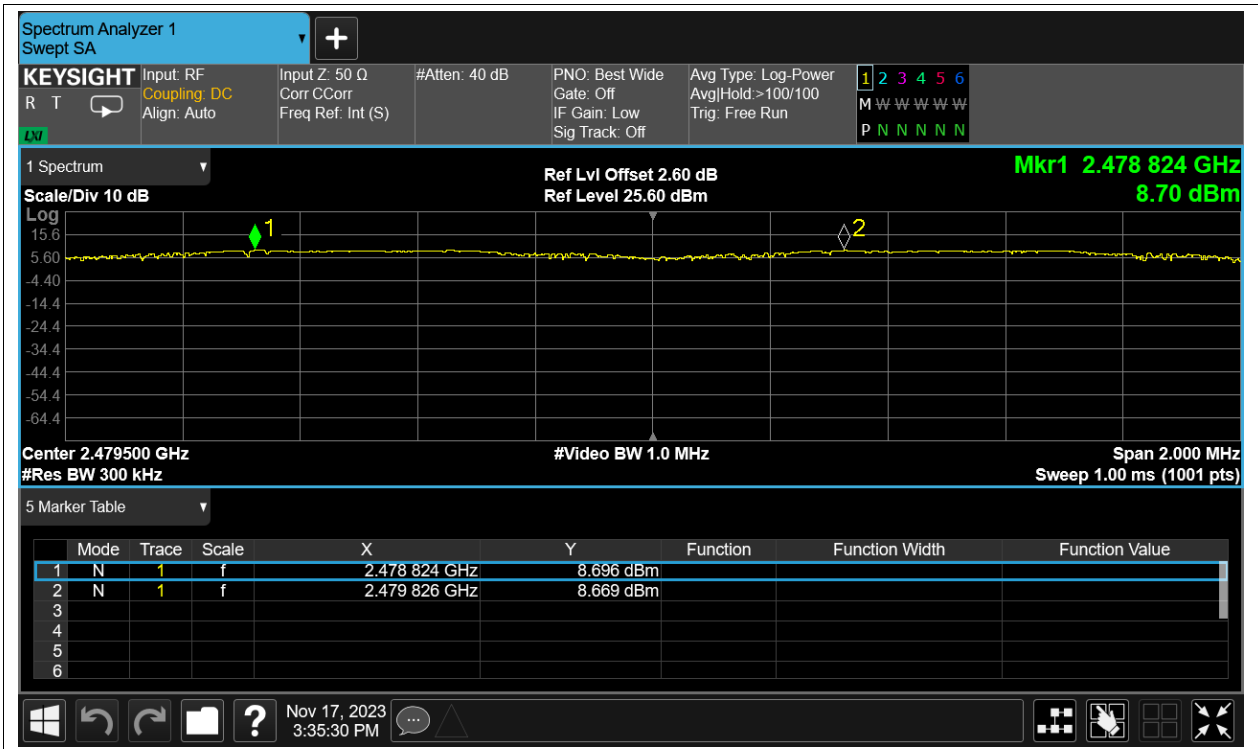 Spectrum Analyzer 1
Swept SA
KEYSIGHT
R T
LXI
Input: RF
Coupling: DC
Align: Auto
Input Z: 50 Ω
Corr CCorr
Freq Ref: Int (S)
#Atten: 40 dB
PNO: Best Wide
Gate: Off
IF Gain: Low
Sig Track: Off
Avg Type: Log-Power
Avg|Hold:>100/100
Trig: Free Run
1 2 3 4 5 6
M W W W W W
P N N N N N
1 Spectrum
Scale/Div 10 dB
Ref Lvl Offset 2.60 dB
Ref Level 25.60 dBm
Mkr1 2.478 824 GHz
8.70 dBm
Log
15.6
5.60
-4.40
-14.4
-24.4
-34.4
-44.4
-54.4
-64.4
1
2
Center 2.479500 GHz
#Video BW 1.0 MHz
Span 2.000 MHz
#Res BW 300 kHz
Sweep 1.00 ms (1001 pts)
5 Marker Table
Mode Trace Scale X Y Function Function Width Function Value
1 N 1 f 2.478 824 GHz 8.696 dBm
2 N 1 f 2.479 826 GHz 8.669 dBm
3
4
5
6
?
Nov 17, 2023
3:35:30 PM